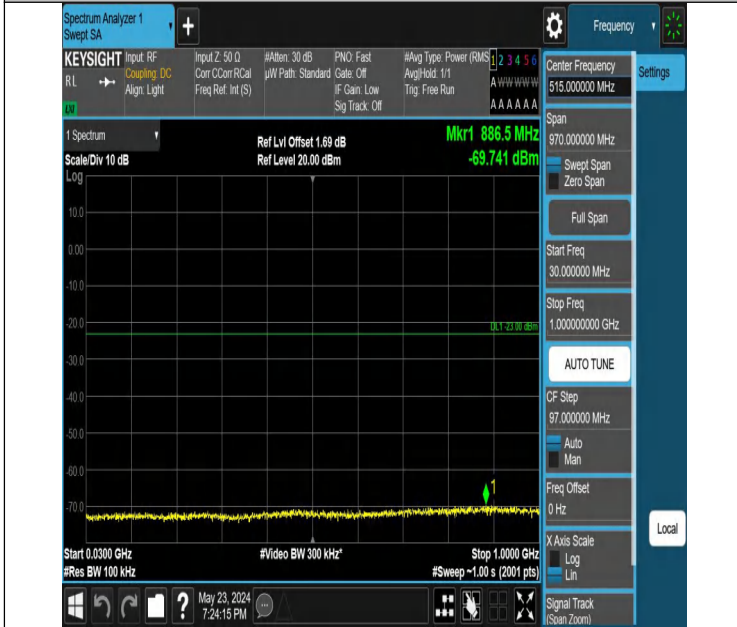 Spectrum Analyzer 1
Swept SA
+
Frequency
KEYSIGHT
RL
Input: RF
Coupling: DC
Align: Light
Input Z: 50 Ω
Corr CCorr RCal
Freq Ref: Int (S)
#Atten: 30 dB
µW Path: Standard
PNO: Fast
Gate: Off
IF Gain: Low
Sig Track: Off
#Avg Type: Power (RMS
Avg|Hold: 1/1
Trig: Free Run
1 2 3 4 5 6
A W W W W W
A A A A A A
1 Spectrum
Scale/Div 10 dB
Log
Ref Lvl Offset 1.69 dB
Ref Level 20.00 dBm
Mkr1 886.5 MHz
-69.741 dBm
10.0
0.00
-10.0
-20.0
DL1 -23.00 dBm
-30.0
-40.0
-50.0
-60.0
1
-70.0
Start 0.0300 GHz
#Video BW 300 kHz*
Stop 1.0000 GHz
#Res BW 100 kHz
#Sweep ~1.00 s (2001 pts)
?
May 23, 2024
7:24:15 PM
Center Frequency
515.000000 MHz
Settings
Span
970.000000 MHz
Swept Span
Zero Span
Full Span
Start Freq
30.000000 MHz
Stop Freq
1.000000000 GHz
AUTO TUNE
CF Step
97.000000 MHz
Auto
Man
Freq Offset
0 Hz
X Axis Scale
Log
Lin
Local
Signal Track
(Span Zoom)